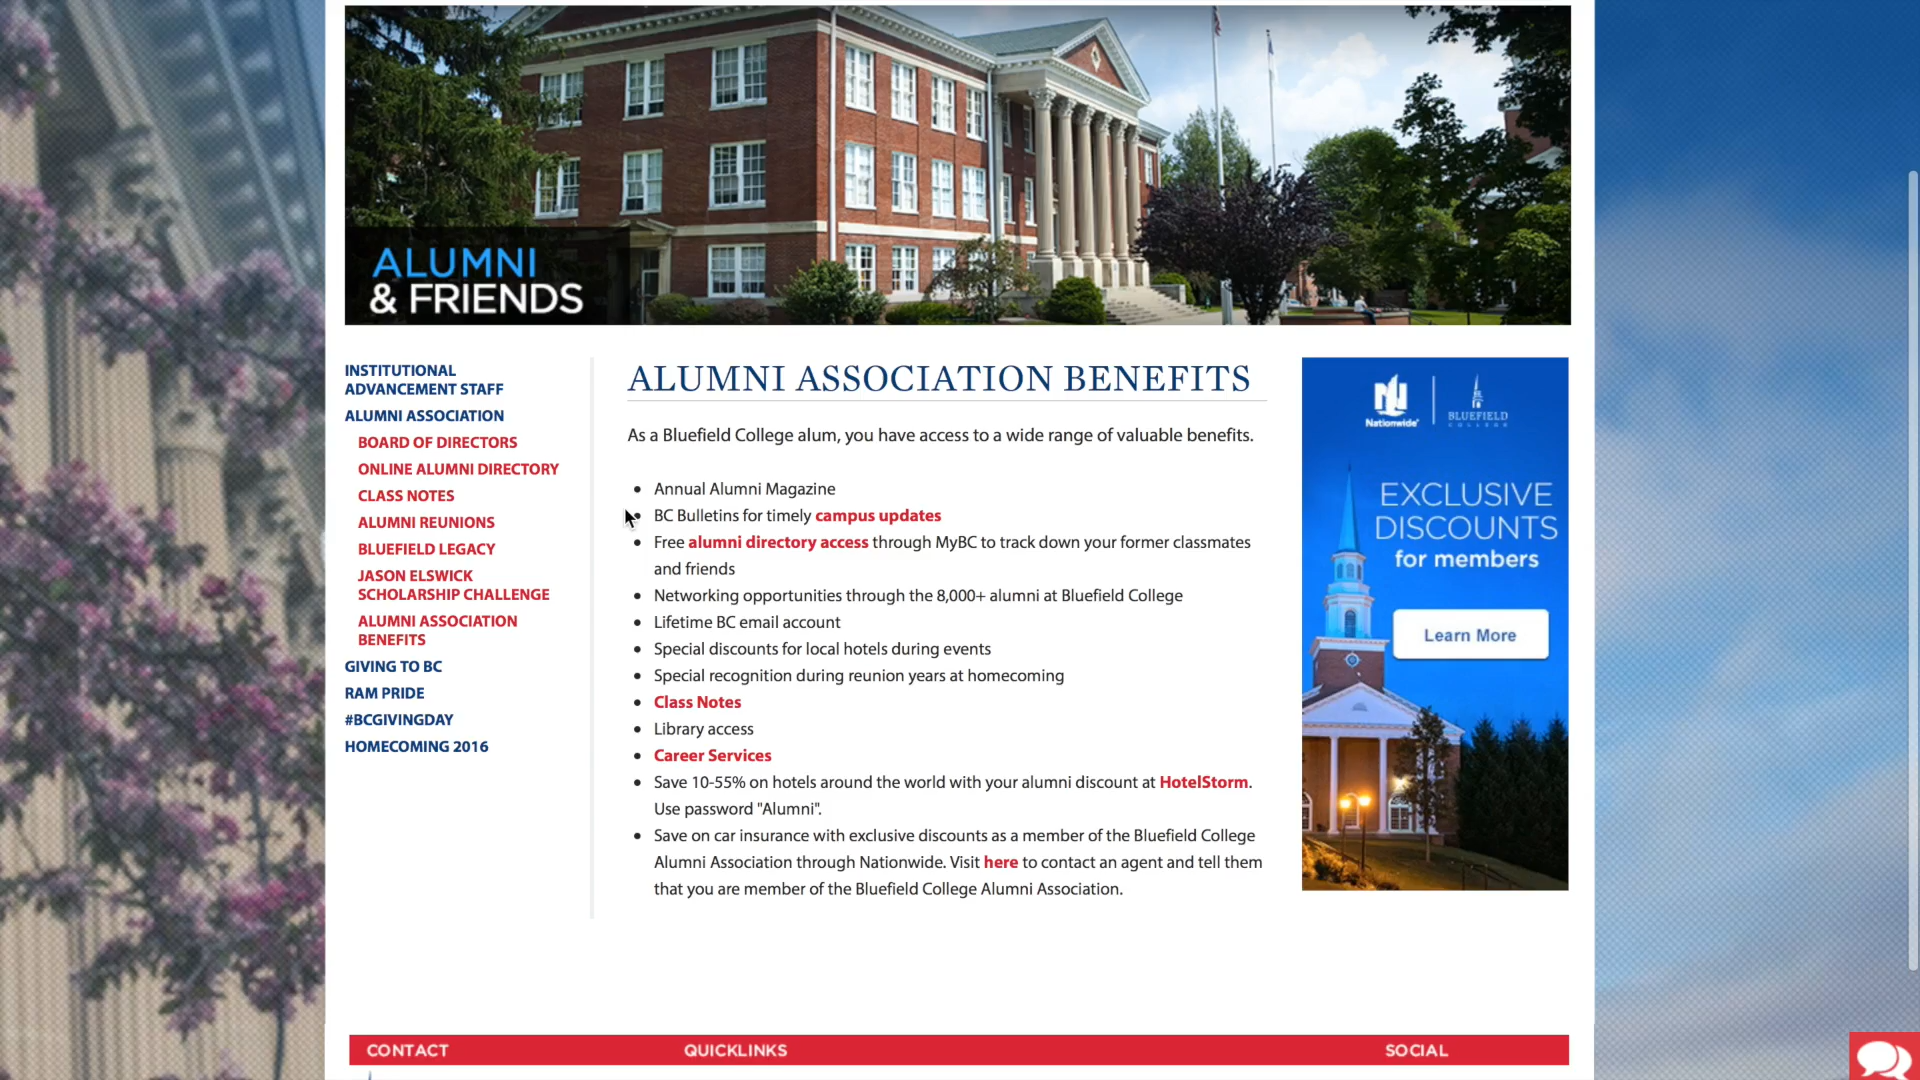 ALUMNI
& FRIENDS
INSTITUTIONAL
ADVANCEMENT STAFF
ALUMNI ASSOCIATION
BOARD OF DIRECTORS
ONLINE ALUMNI DIRECTORY
CLASS NOTES
ALUMNI REUNIONS
BLUEFIELD LEGACY
JASON ELSWICK
SCHOLARSHIP CHALLENGE
ALUMNI ASSOCIATION
BENEFITS
GIVING TO BC
RAM PRIDE
#BCGIVINGDAY
HOMECOMING 2016
ALUMNI ASSOCIATION BENEFITS
As a Bluefield College alum, you have access to a wide range of valuable benefits.
• Annual Alumni Magazine
• BC Bulletins for timely campus updates
• Free alumni directory access through MyBC to track down your former classmates
and friends
• Networking opportunities through the 8,000+ alumni at Bluefield College
• Lifetime BC email account
• Special discounts for local hotels during events
• Special recognition during reunion years at homecoming
• Class Notes
• Library access
• Career Services
• Save 10-55% on hotels around the world with your alumni discount at HotelStorm.
Use password "Alumni".
• Save on car insurance with exclusive discounts as a member of the Bluefield College
Alumni Association through Nationwide. Visit here to contact an agent and tell them
that you are member of the Bluefield College Alumni Association.
Nationwide®
BLUEFIELD
COLLEGE
EXCLUSIVE
DISCOUNTS
for members
Learn More
CONTACT
QUICKLINKS
SOCIAL